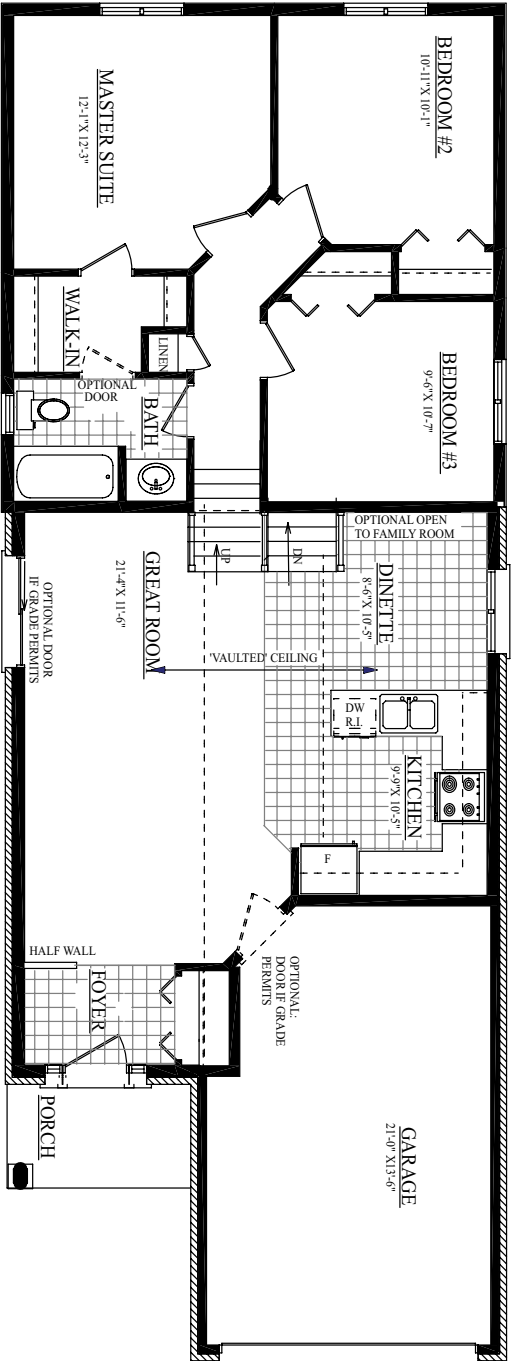 BEDROOM #2
10'-11"X 10'-1"
MASTER SUITE
12'-1"X 12'-3"
WALK-IN
LINEN
OPTIONAL
DOOR
BATH
BEDROOM #3
9'-6"X 10'-7"
OPTIONAL OPEN
TO FAMILY ROOM
UP
DN
DINETTE
8'-6"X 10'-5"
GREAT ROOM
21'-4"X 11'-6"
OPTIONAL DOOR
IF GRADE PERMITS
'VAULTED' CEILING
DW
R.I.
KITCHEN
9'-9"X 10'-5"
F
HALF WALL
FOYER
OPTIONAL:
DOOR IF GRADE
PERMITS
PORCH
GARAGE
21'-0" X13'-6"